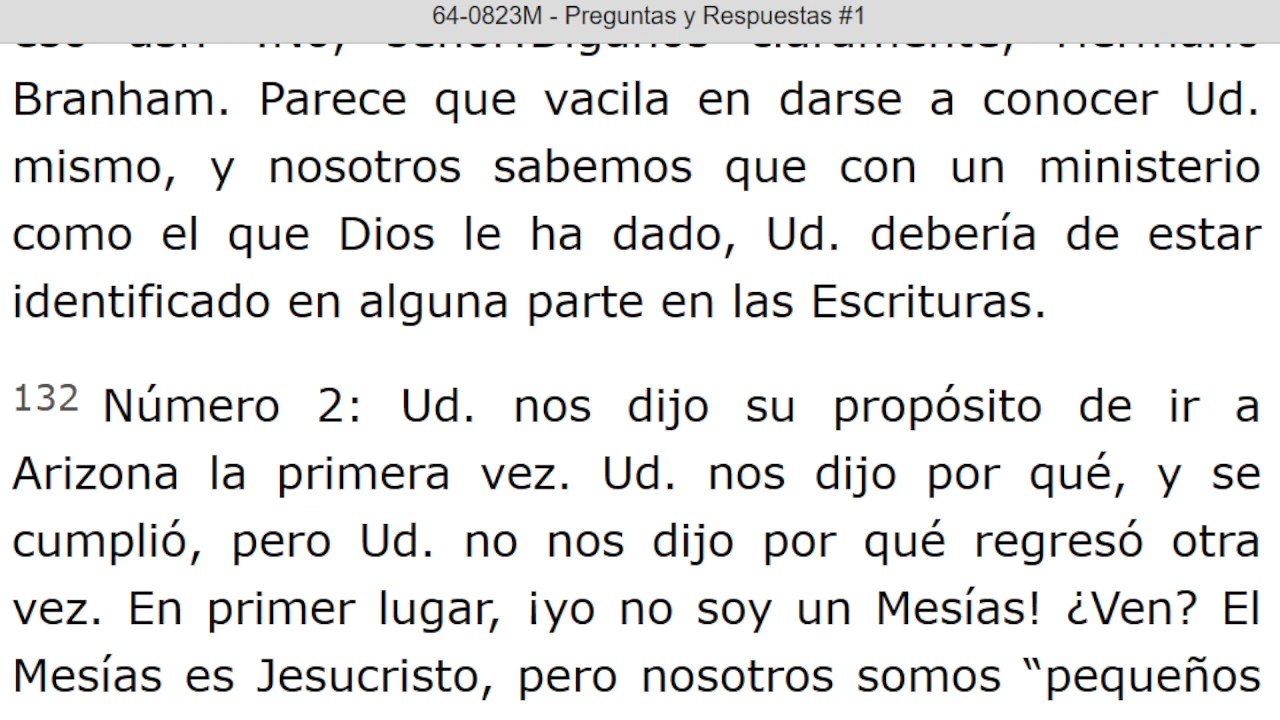 64-0823M - Preguntas y Respuestas #1
Branham. Parece que vacila en darse a conocer Ud.
mismo, y nosotros sabemos que con un ministerio
como el que Dios le ha dado, Ud. debería de estar
identificado en alguna parte en las Escrituras.
132 Número 2: Ud. nos dijo su propósito de ir a
Arizona la primera vez. Ud. nos dijo por qué, y se
cumplió, pero Ud. no nos dijo por qué regresó otra
vez. En primer lugar, ¡yo no soy un Mesías! ¿Ven? El
Mesías es Jesucristo, pero nosotros somos “pequeños